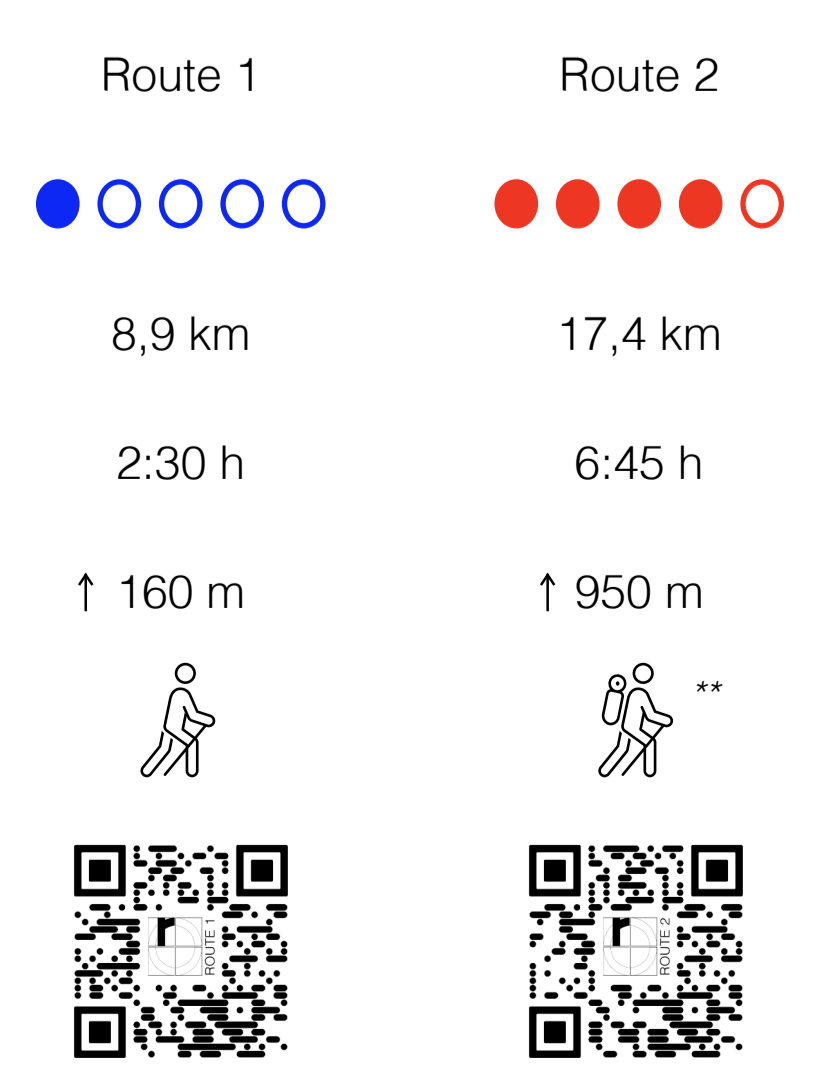 Route 1
Route 2
8,9 km
17,4 km
2:30 h
6:45 h
↑ 160 m
↑ 950 m
**
r
ROUTE 1
r
ROUTE 2